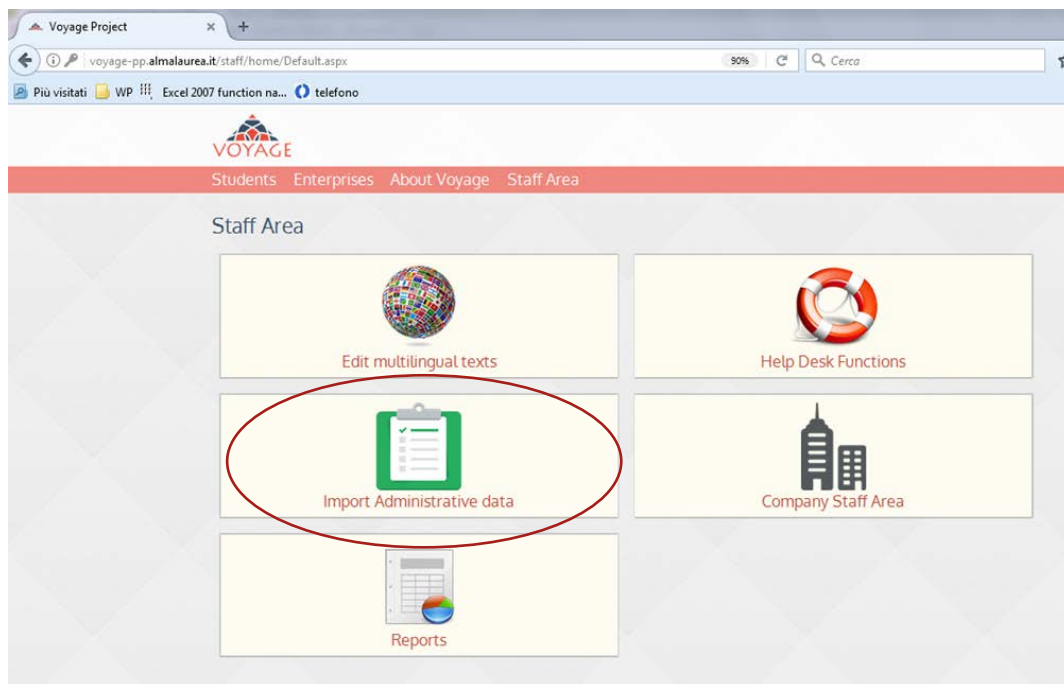 Voyage Project
voyage-pp.almalaurea.it/staff/home/Default.aspx
90%
Cerca
Più visitati
WP
Excel 2007 function na...
telefono
VOYAGE
Students Enterprises About Voyage Staff Area
Staff Area
Edit multilingual texts
Help Desk Functions
Import Administrative data
Company Staff Area
Reports